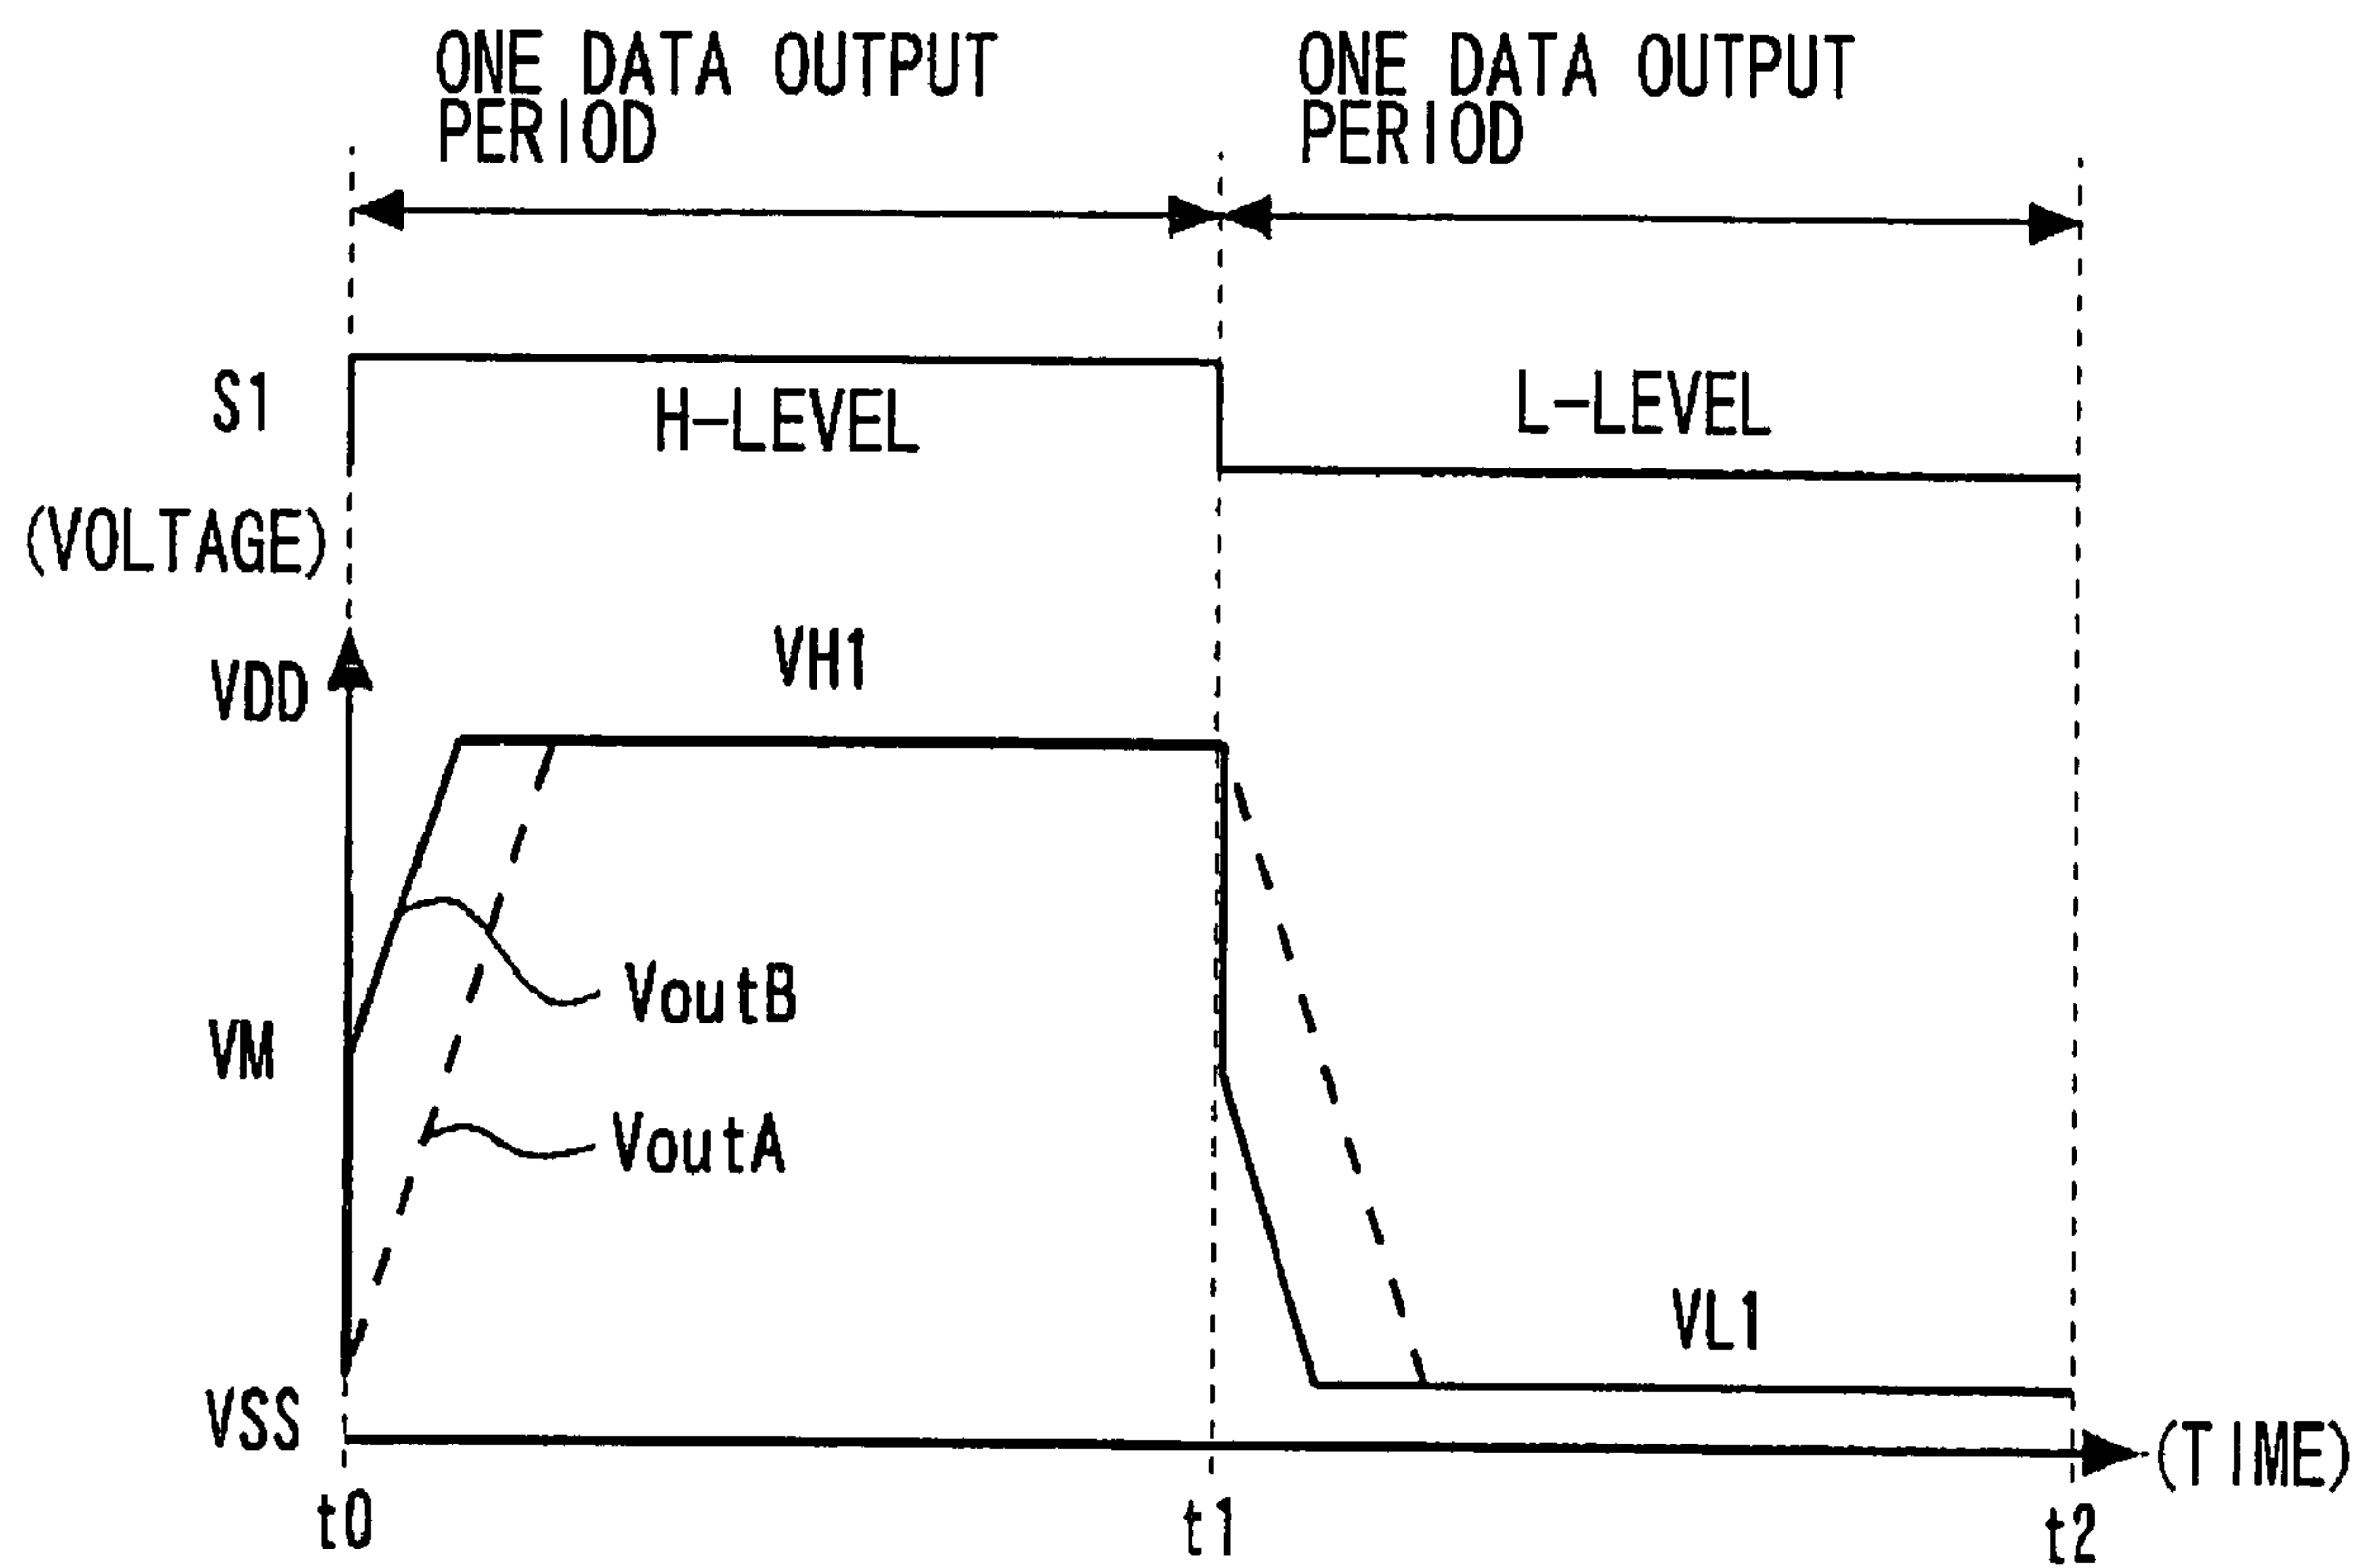 ONE DATA OUTPUT
PERIOD
ONE DATA OUTPUT
PERIOD
S1
H-LEVEL
L-LEVEL
(VOLTAGE)
VDD
VH1
VoutB
VM
VoutA
VL1
VSS
(TIME)
t0
t1
t2